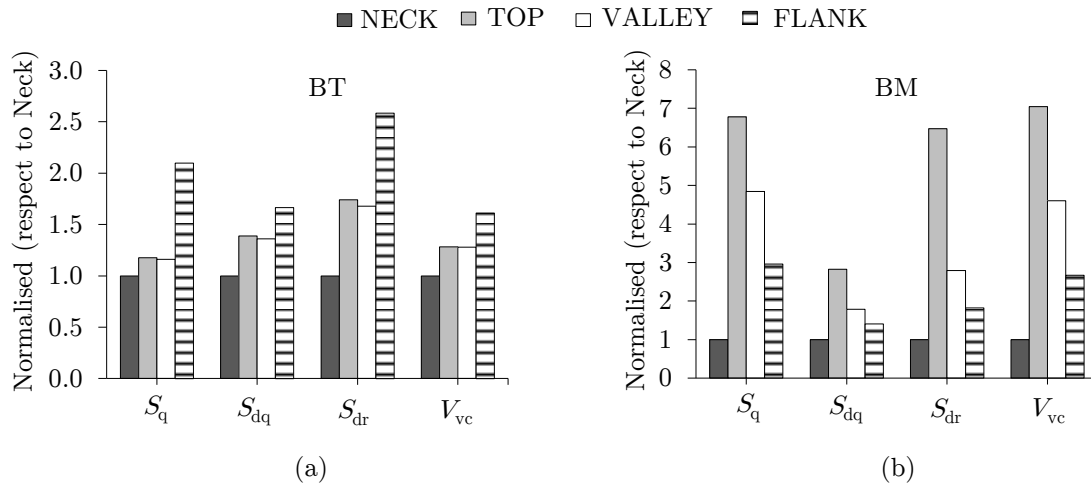 NECK TOP VALLEY FLANK
Normalised (respect to Neck)
BT
3.0
2.5
2.0
1.5
1.0
0.5
0.0
Sq Sdq Sdr Vvc
(a)
Normalised (respect to Neck)
BM
8
7
6
5
4
3
2
1
0
Sq Sdq Sdr Vvc
(b)